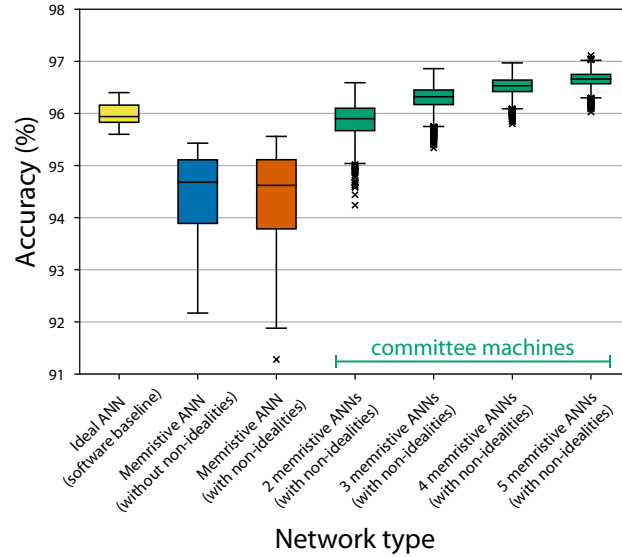 98
97
96
95
94
93
92
91
Accuracy (%)
committee machines
Ideal ANN
(software baseline)
Memristive ANN
(without non-idealities)
Memristive ANN
(with non-idealities)
2 memristive ANNs
(with non-idealities)
3 memristive ANNs
(with non-idealities)
4 memristive ANNs
(with non-idealities)
5 memristive ANNs
(with non-idealities)
Network type